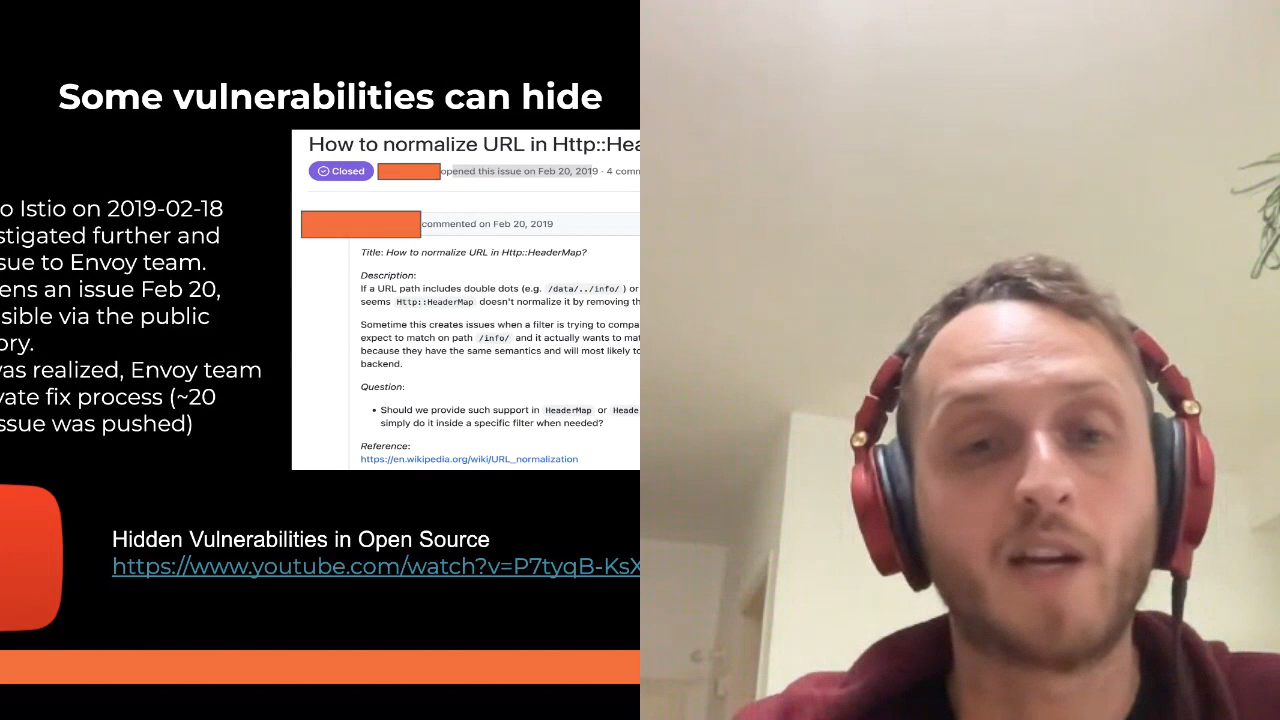 Some vulnerabilities can hide
o Istio on 2019-02-18
stigated further and
sue to Envoy team.
ens an issue Feb 20,
sible via the public
ory.
was realized, Envoy team
vate fix process (~20
ssue was pushed)
How to normalize URL in Http::Hea
Closed opened this issue on Feb 20, 2019 · 4 comm
commented on Feb 20, 2019
Title: How to normalize URL in Http::HeaderMap?
Description:
If a URL path includes double dots (e.g. /data/../info/ ) or
seems Http::HeaderMap doesn't normalize it by removing th
Sometime this creates issues when a filter is trying to compa
expect to match on path /info/ and it actually wants to mat
because they have the same semantics and will most likely to
backend.
Question:
• Should we provide such support in HeaderMap or Heade
simply do it inside a specific filter when needed?
Reference:
https://en.wikipedia.org/wiki/URL_normalization
Hidden Vulnerabilities in Open Source
https://www.youtube.com/watch?v=P7tyqB-KsX